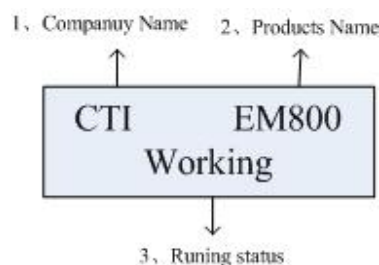 1、Companuy Name 2、Products Name
CTI EM800
Working
3、Runing status